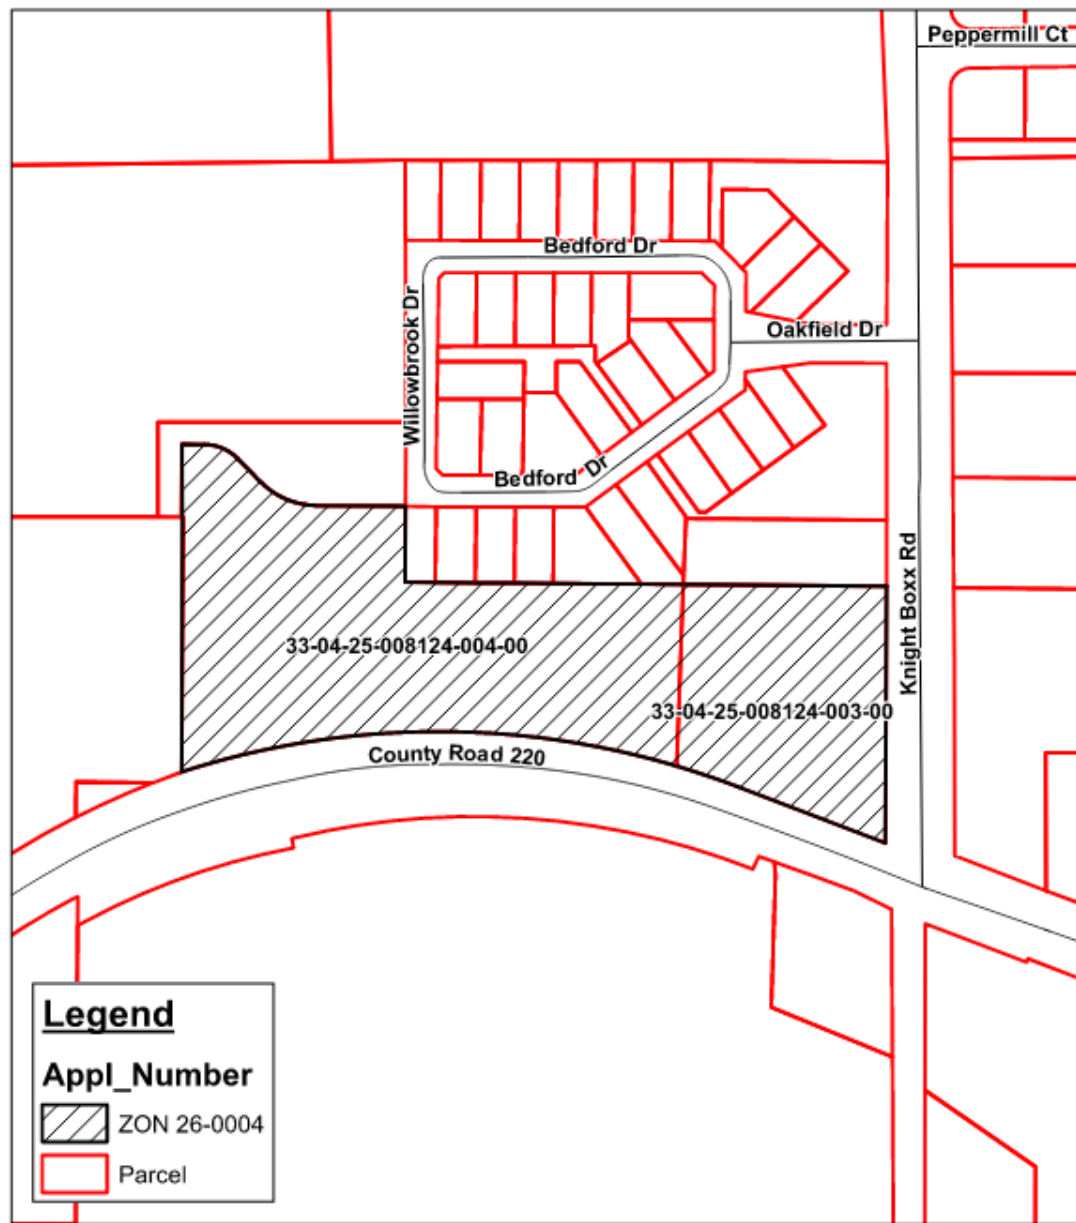 Peppermill Ct
Bedford Dr
Oakfield Dr
Willowbrook Dr
Bedford Dr
Knight Boxx Rd
33-04-25-008124-004-00
33-04-25-008124-003-00
County Road 220
Legend
Appl_Number
ZON 26-0004
Parcel